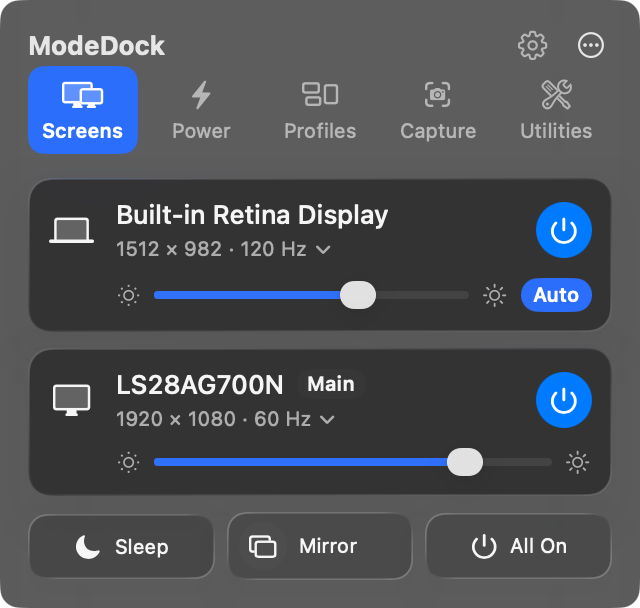 ModeDock
Screens
Power
Profiles
Capture
Utilities
Built-in Retina Display
1512 × 982 · 120 Hz
Auto
LS28AG700N Main
1920 × 1080 · 60 Hz
Sleep
Mirror
All On